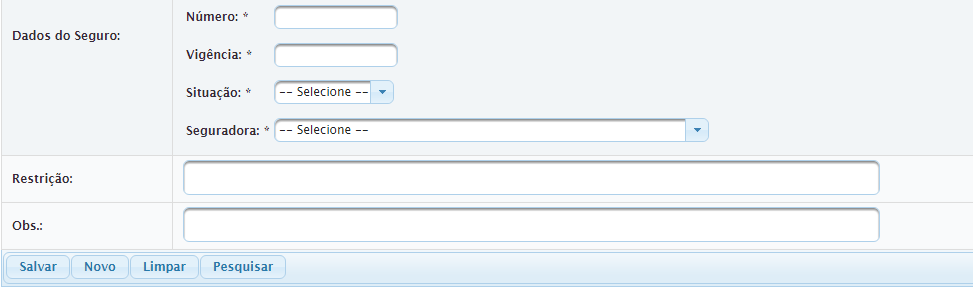 Dados do Seguro:
Número: *
Vigência: *
Situação: * -- Selecione --
Seguradora: * -- Selecione --
Restrição:
Obs.:
Salvar Novo Limpar Pesquisar